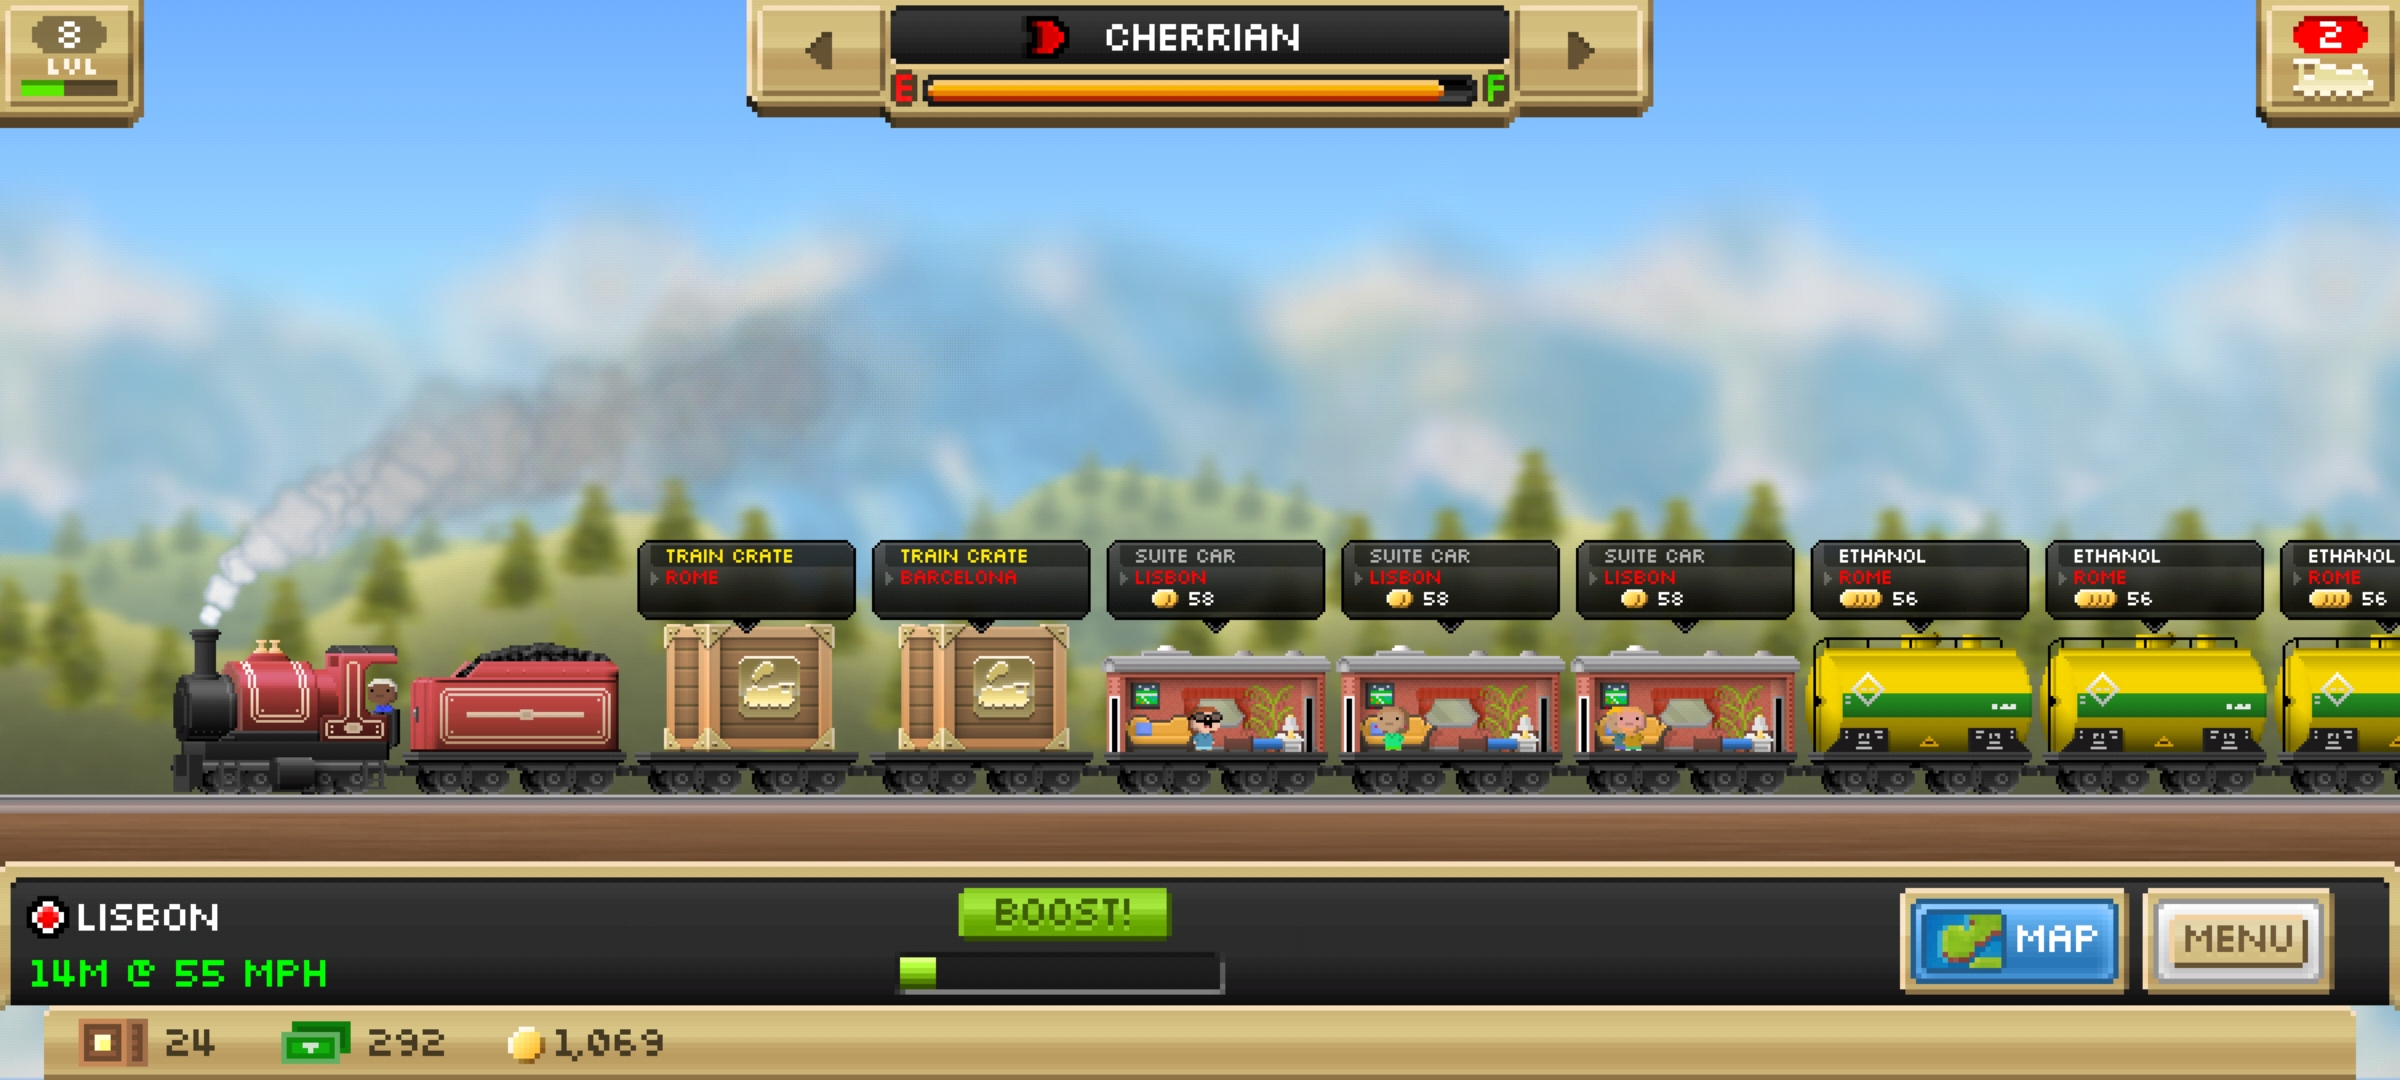 8
LVL
CHERRIAN
E F
2
TRAIN CRATE
ROME
TRAIN CRATE
BARCELONA
SUITE CAR
LISBON
58
SUITE CAR
LISBON
58
SUITE CAR
LISBON
58
ETHANOL
ROME
56
ETHANOL
ROME
56
ETHANOL
ROME
56
LISBON
14M @ 55 MPH
BOOST!
MAP
MENU
24
292
1,069